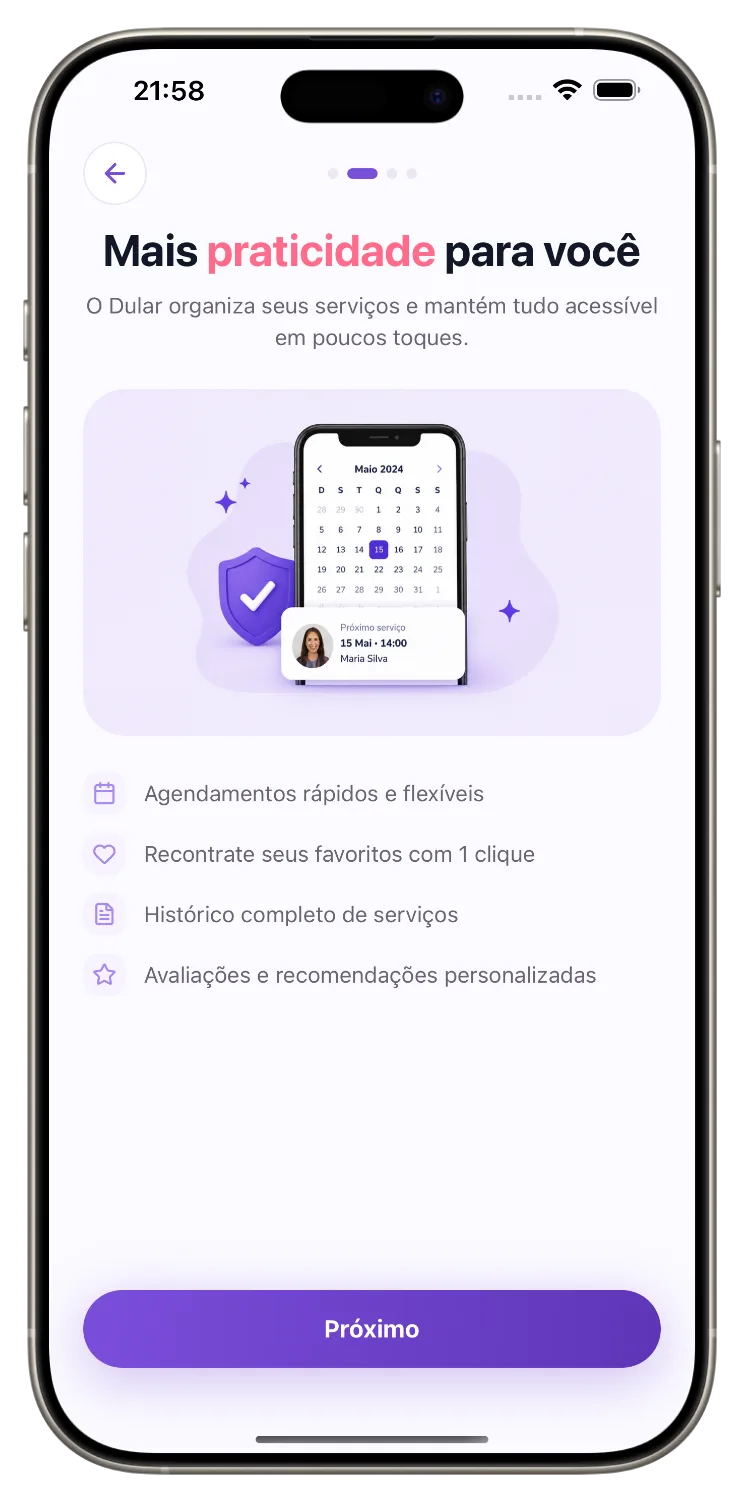 21:58
Mais praticidade para você
O Dular organiza seus serviços e mantém tudo acessível
em poucos toques.
Maio 2024
D S T Q Q S S
28 29 30 1 2 3 4
5 6 7 8 9 10 11
12 13 14 15 16 17 18
19 20 21 22 23 24 25
26 27 28 29 30 31 1
Próximo serviço
15 Mai · 14:00
Maria Silva
Agendamentos rápidos e flexíveis
Recontrate seus favoritos com 1 clique
Histórico completo de serviços
Avaliações e recomendações personalizadas
Próximo